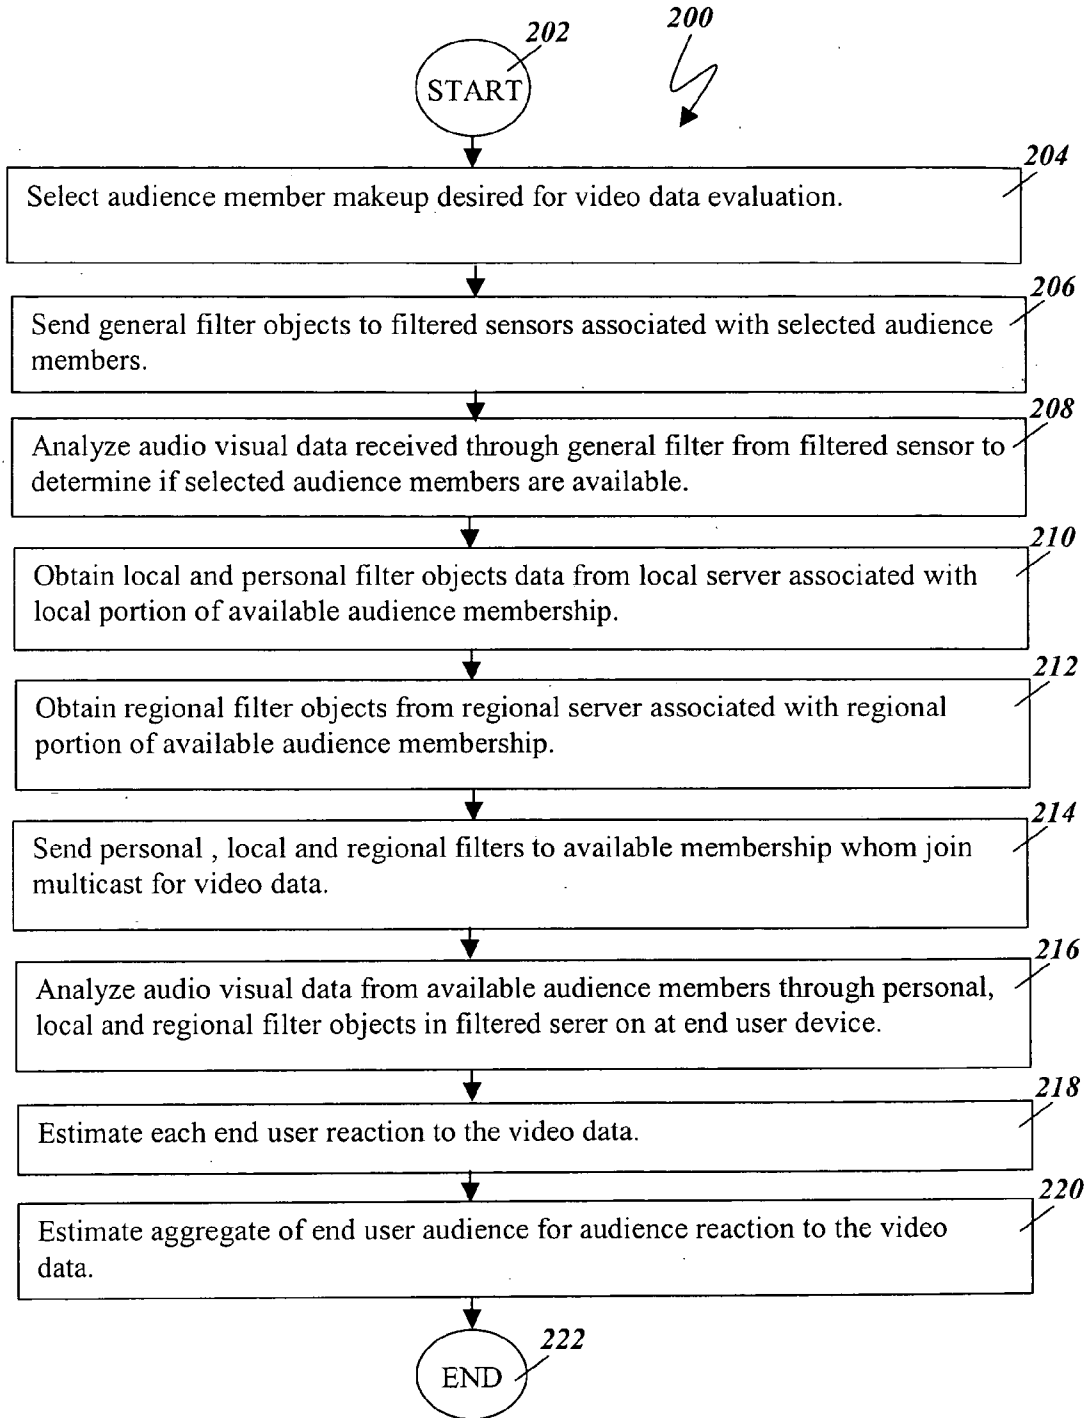 200
202
START
204
Select audience member makeup desired for video data evaluation.
206
Send general filter objects to filtered sensors associated with selected audience
members.
208
Analyze audio visual data received through general filter from filtered sensor to
determine if selected audience members are available.
210
Obtain local and personal filter objects data from local server associated with
local portion of available audience membership.
212
Obtain regional filter objects from regional server associated with regional
portion of available audience membership.
214
Send personal , local and regional filters to available membership whom join
multicast for video data.
216
Analyze audio visual data from available audience members through personal,
local and regional filter objects in filtered serer on at end user device.
218
Estimate each end user reaction to the video data.
220
Estimate aggregate of end user audience for audience reaction to the video
data.
222
END